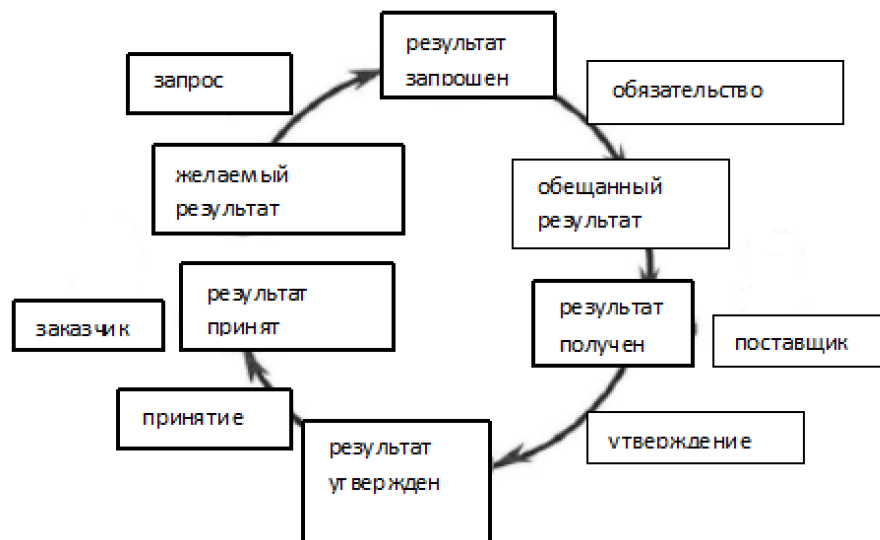 результат
запрошен
запрос
обязательство
желаемый
результат
обещанный
результат
результат
принят
результат
получен
заказчик
поставщик
принятие
утверждение
результат
утвержден